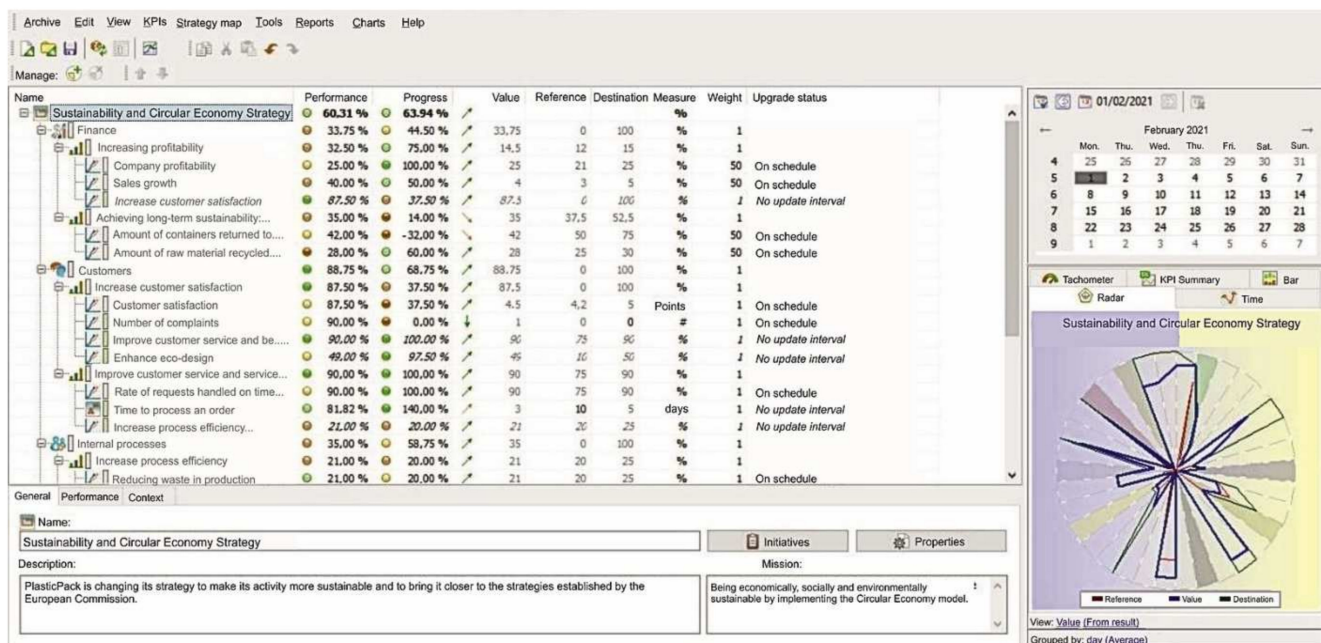 Archive Edit View KPIs Strategy map Tools Reports Charts Help
Manage:
Name Performance Progress Value Reference Destination Measure Weight Upgrade status
Sustainability and Circular Economy Strategy 60,31 % 63.94 % %
Finance 33.75 % 44.50 % 33,75 0 100 % 1
Increasing profitability 32,50 % 75,00 % 14,5 12 15 % 1
Company profitability 25.00 % 100,00 % 25 21 25 % 50 On schedule
Sales growth 40.00 % 50,00 % 4 3 5 % 50 On schedule
Increase customer satisfaction 87.50 % 37.50 % 87.5 0 100 % 1 No update interval
Achieving long-term sustainability:... 35,00 % 14.00 % 35 37,5 52,5 % 1
Amount of containers returned to.... 42,00 % -32,00 % 42 50 75 % 50 On schedule
Amount of raw material recycled.... 28,00 % 60,00 % 28 25 30 % 50 On schedule
Customers 88,75 % 68,75 % 88.75 0 100 % 1
Increase customer satisfaction 87,50 % 37,50 % 87,5 0 100 % 1
Customer satisfaction 87,50 % 37,50 % 4.5 4,2 5 Points 1 On schedule
Number of complaints 90,00 % 0,00 % 1 0 0 # 1 On schedule
Improve customer service and be..... 90,00 % 100.00 % 90 75 90 % 1 No update interval
Enhance eco-design 49,00 % 97.50 % 49 10 50 % 1 No update interval
Improve customer service and service... 90,00 % 100,00 % 90 75 90 % 1
Rate of requests handled on time... 90.00 % 100,00 % 90 75 90 % 1 On schedule
Time to process an order 81,82 % 140,00 % 3 10 5 days 1 No update interval
Increase process efficiency... 21,00 % 20.00 % 21 20 25 % 1 No update interval
Internal processes 35,00 % 58,75 % 35 0 100 % 1
Increase process efficiency 21,00 % 20.00 % 21 20 25 % 1
Reducing waste in production 21,00 % 20,00 % 21 20 25 % 1 On schedule
General Performance Context
Name:
Sustainability and Circular Economy Strategy
Initiatives Properties
Description:
PlasticPack is changing its strategy to make its activity more sustainable and to bring it closer to the strategies established by the
European Commission.
Mission:
Being economically, socially and environmentally
sustainable by implementing the Circular Economy model.
01/02/2021
February 2021
Mon. Thu. Wed. Thu. Fri. Sat. Sun.
4 25 26 27 28 29 30 31
5 1 2 3 4 5 6 7
6 8 9 10 11 12 13 14
7 15 16 17 18 19 20 21
8 22 23 24 25 26 27 28
9 1 2 3 4 5 6 7
Tachometer KPI Summary Bar
Radar Time
Sustainability and Circular Economy Strategy
Reference Value Destination
View: Value (From result)
Grouped by: day (Average)